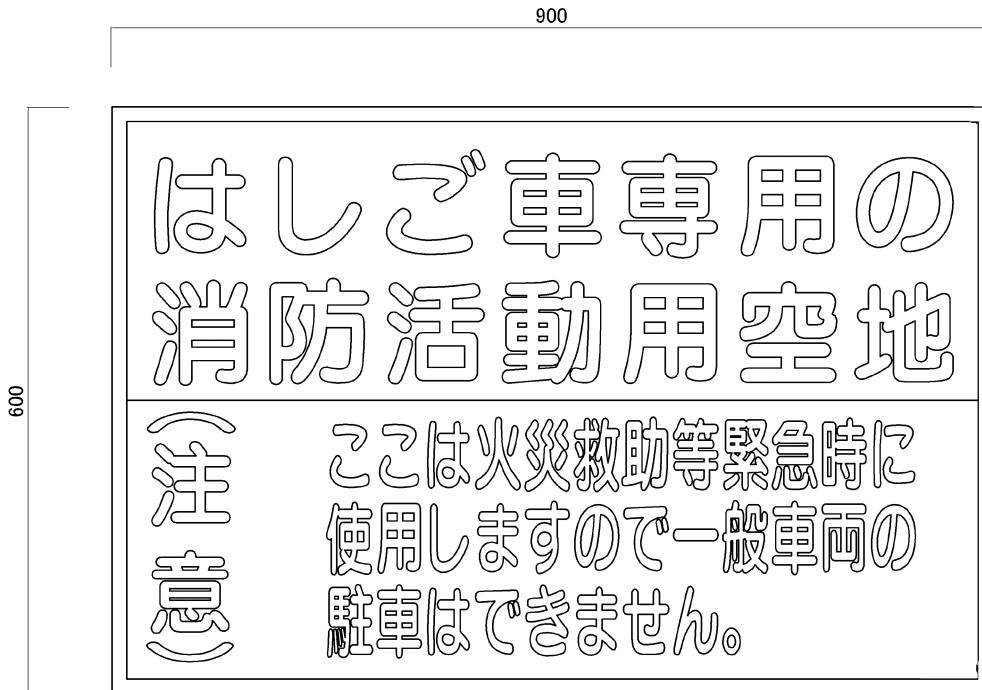 900
600
はしご車専用の
消防活動用空地
(注意)
ここは火災救助等緊急時に
使用しますので一般車両の
駐車はできません。